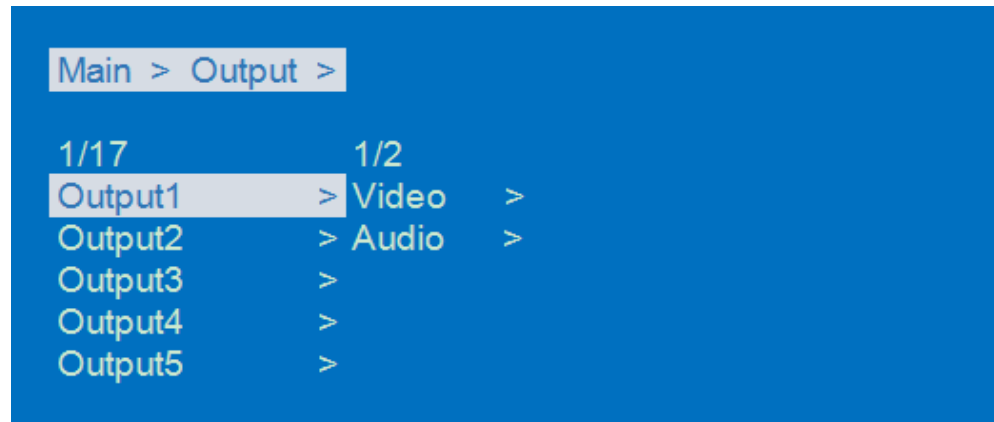 Main > Output >
1/17 1/2
Output1 > Video >
Output2 > Audio >
Output3 >
Output4 >
Output5 >